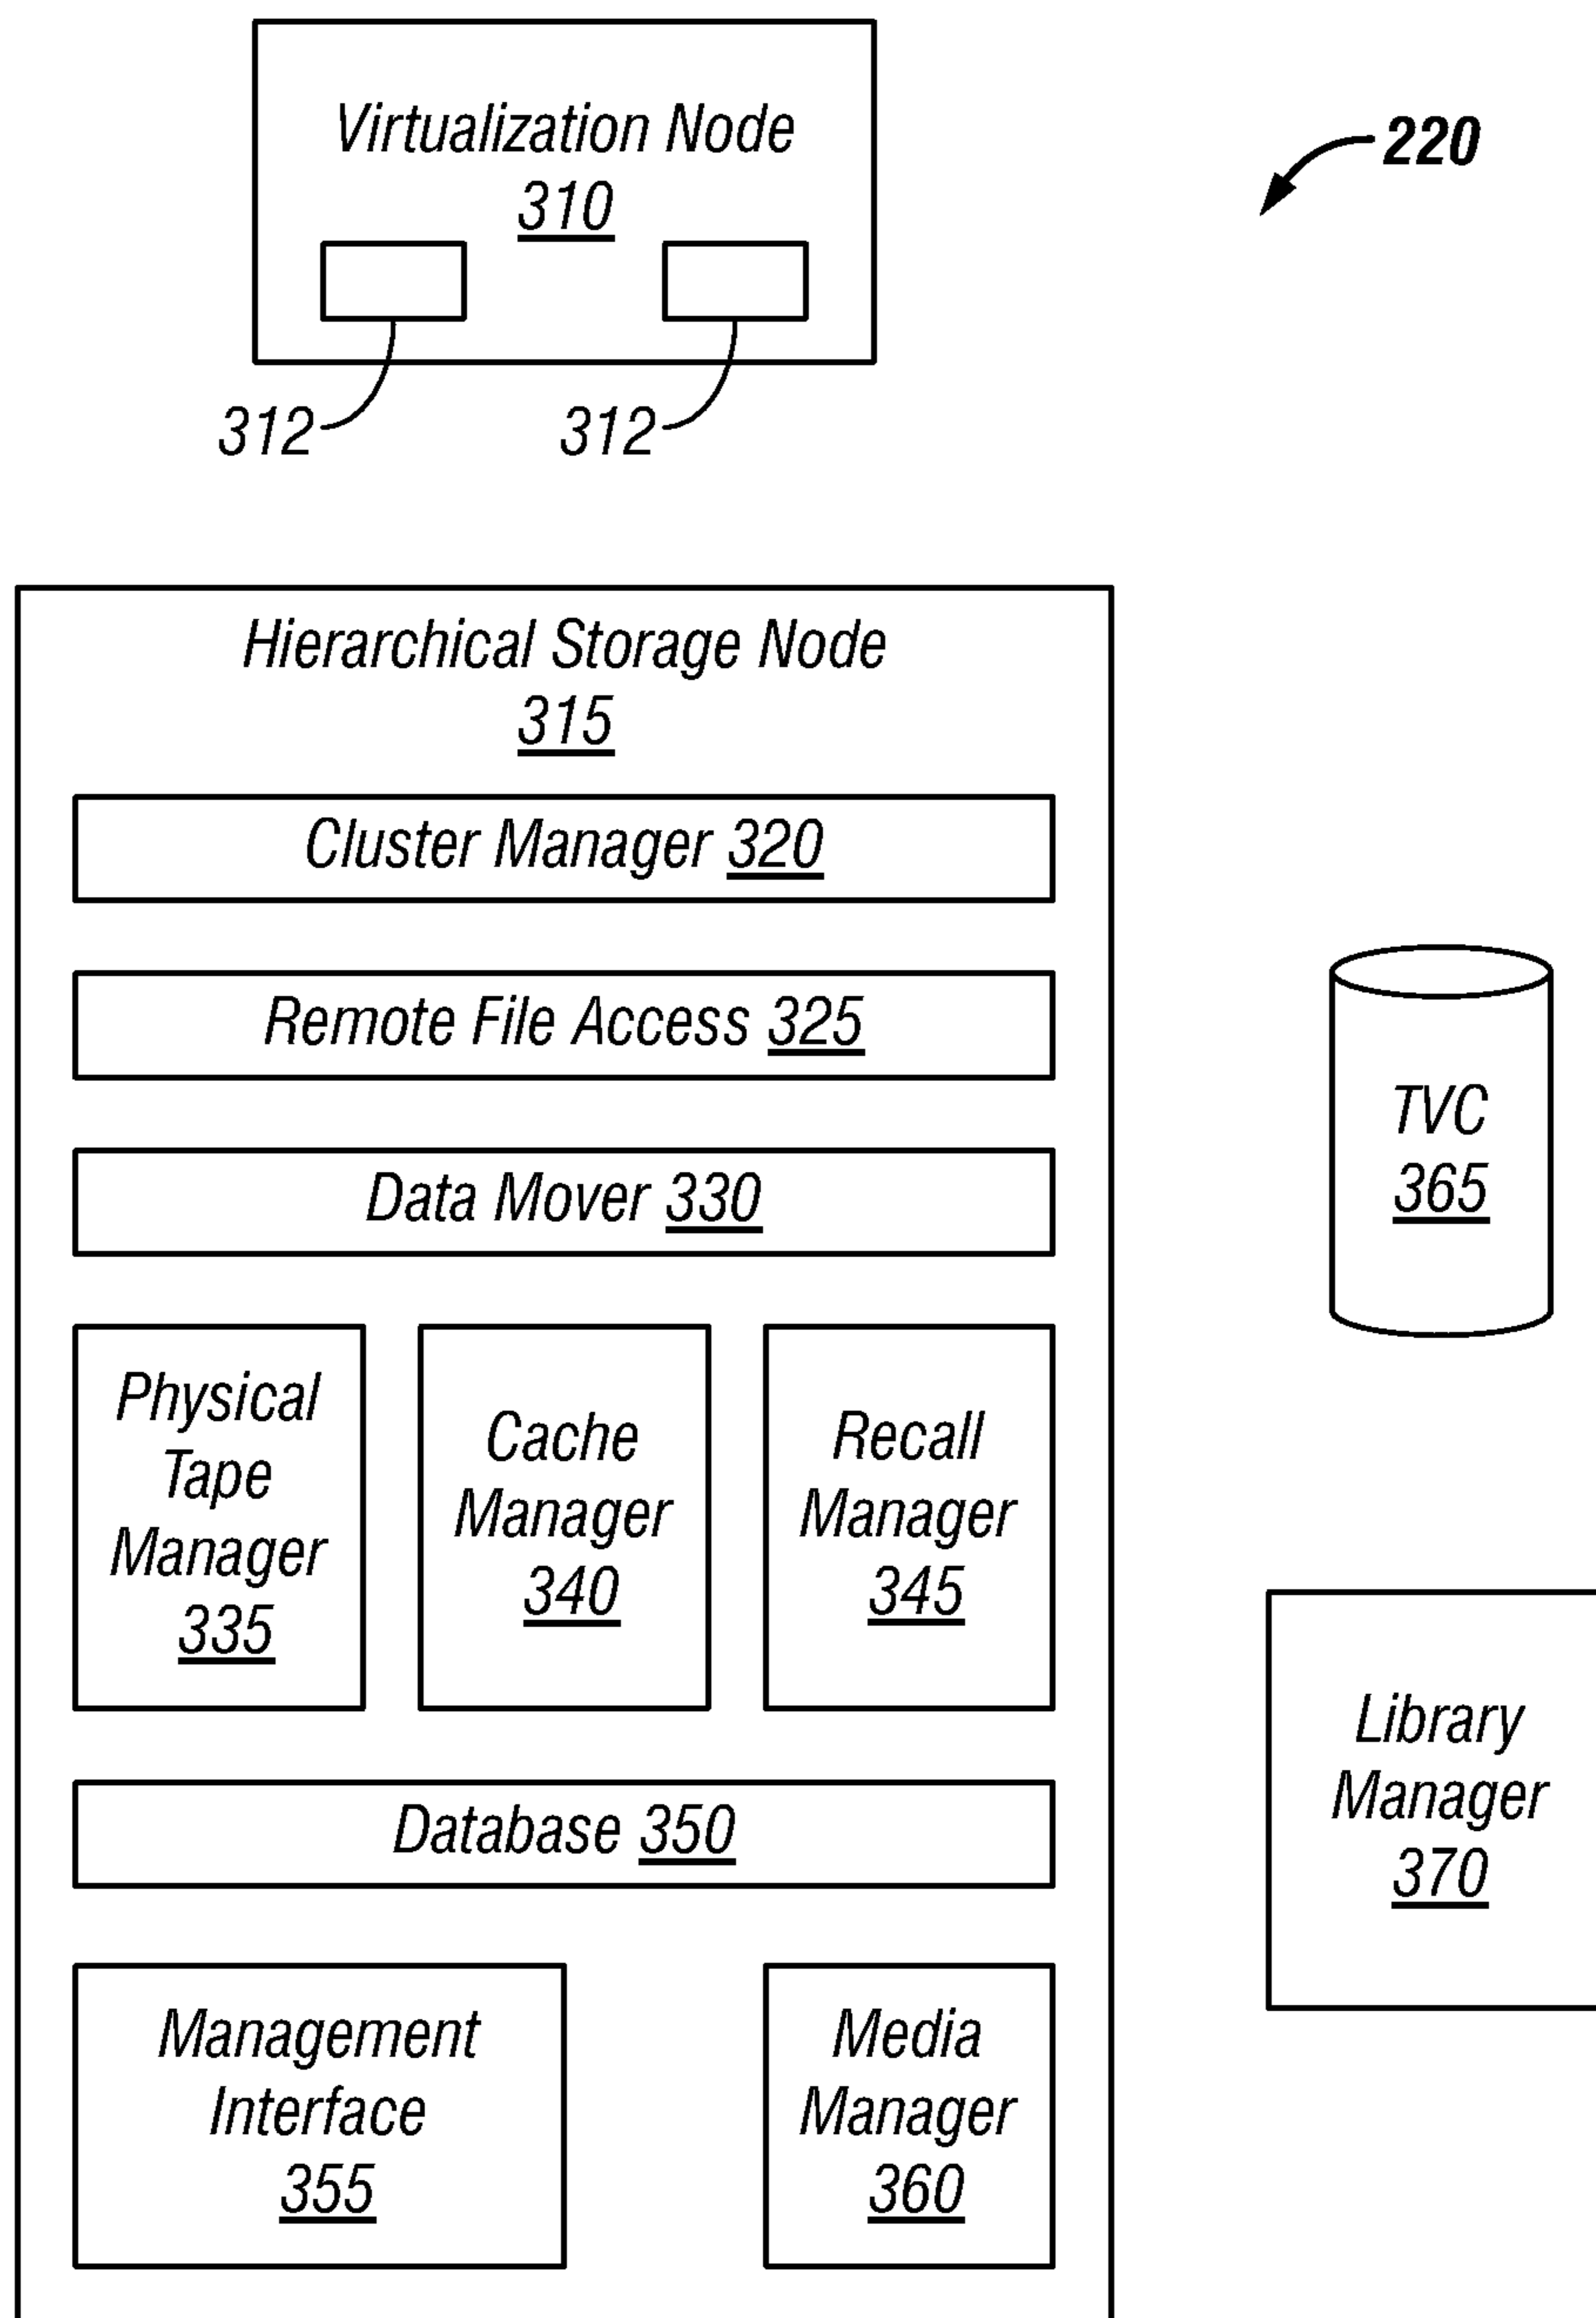 Virtualization Node
310
220
312
312
Hierarchical Storage Node
315
Cluster Manager 320
Remote File Access 325
Data Mover 330
TVC
365
Physical
Tape
Manager
335
Cache
Manager
340
Recall
Manager
345
Library
Manager
370
Database 350
Management
Interface
355
Media
Manager
360